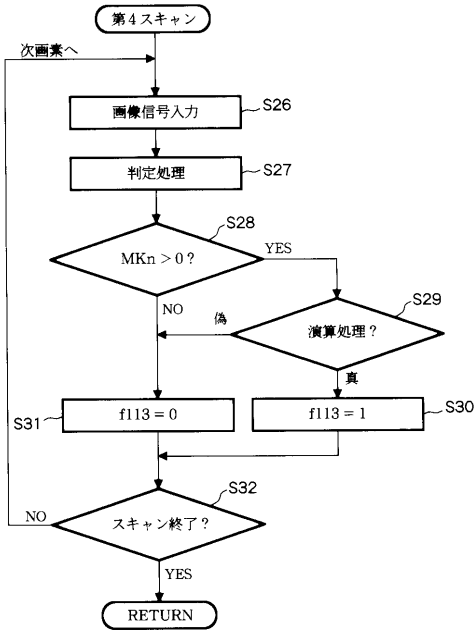 第4スキャン
次画素へ
画像信号入力
S26
判定処理
S27
S28
MKn > 0?
YES
NO
S29
演算処理?
偽
真
S31
f113 = 0
f113 = 1
S30
S32
スキャン終了?
NO
YES
RETURN